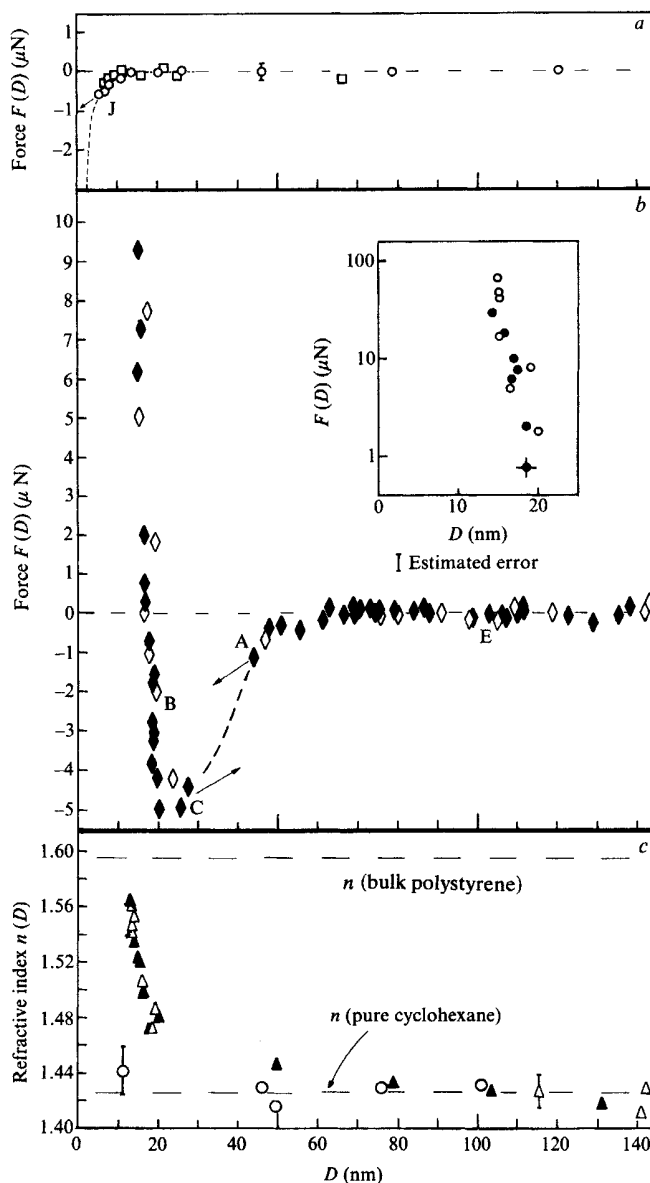 a
Force F(D) (μN)
1
0
−1
−2
J
b
Force F(D) (μN)
10
9
8
7
6
5
4
3
2
1
0
−1
−2
−3
−4
−5
A
B
C
E
F(D) (μN)
100
10
1
0
10
20
D (nm)
Estimated error
c
Refractive index n(D)
1.60
1.56
1.52
1.48
1.44
1.40
n (bulk polystyrene)
n (pure cyclohexane)
0
20
40
60
80
100
120
140
D (nm)